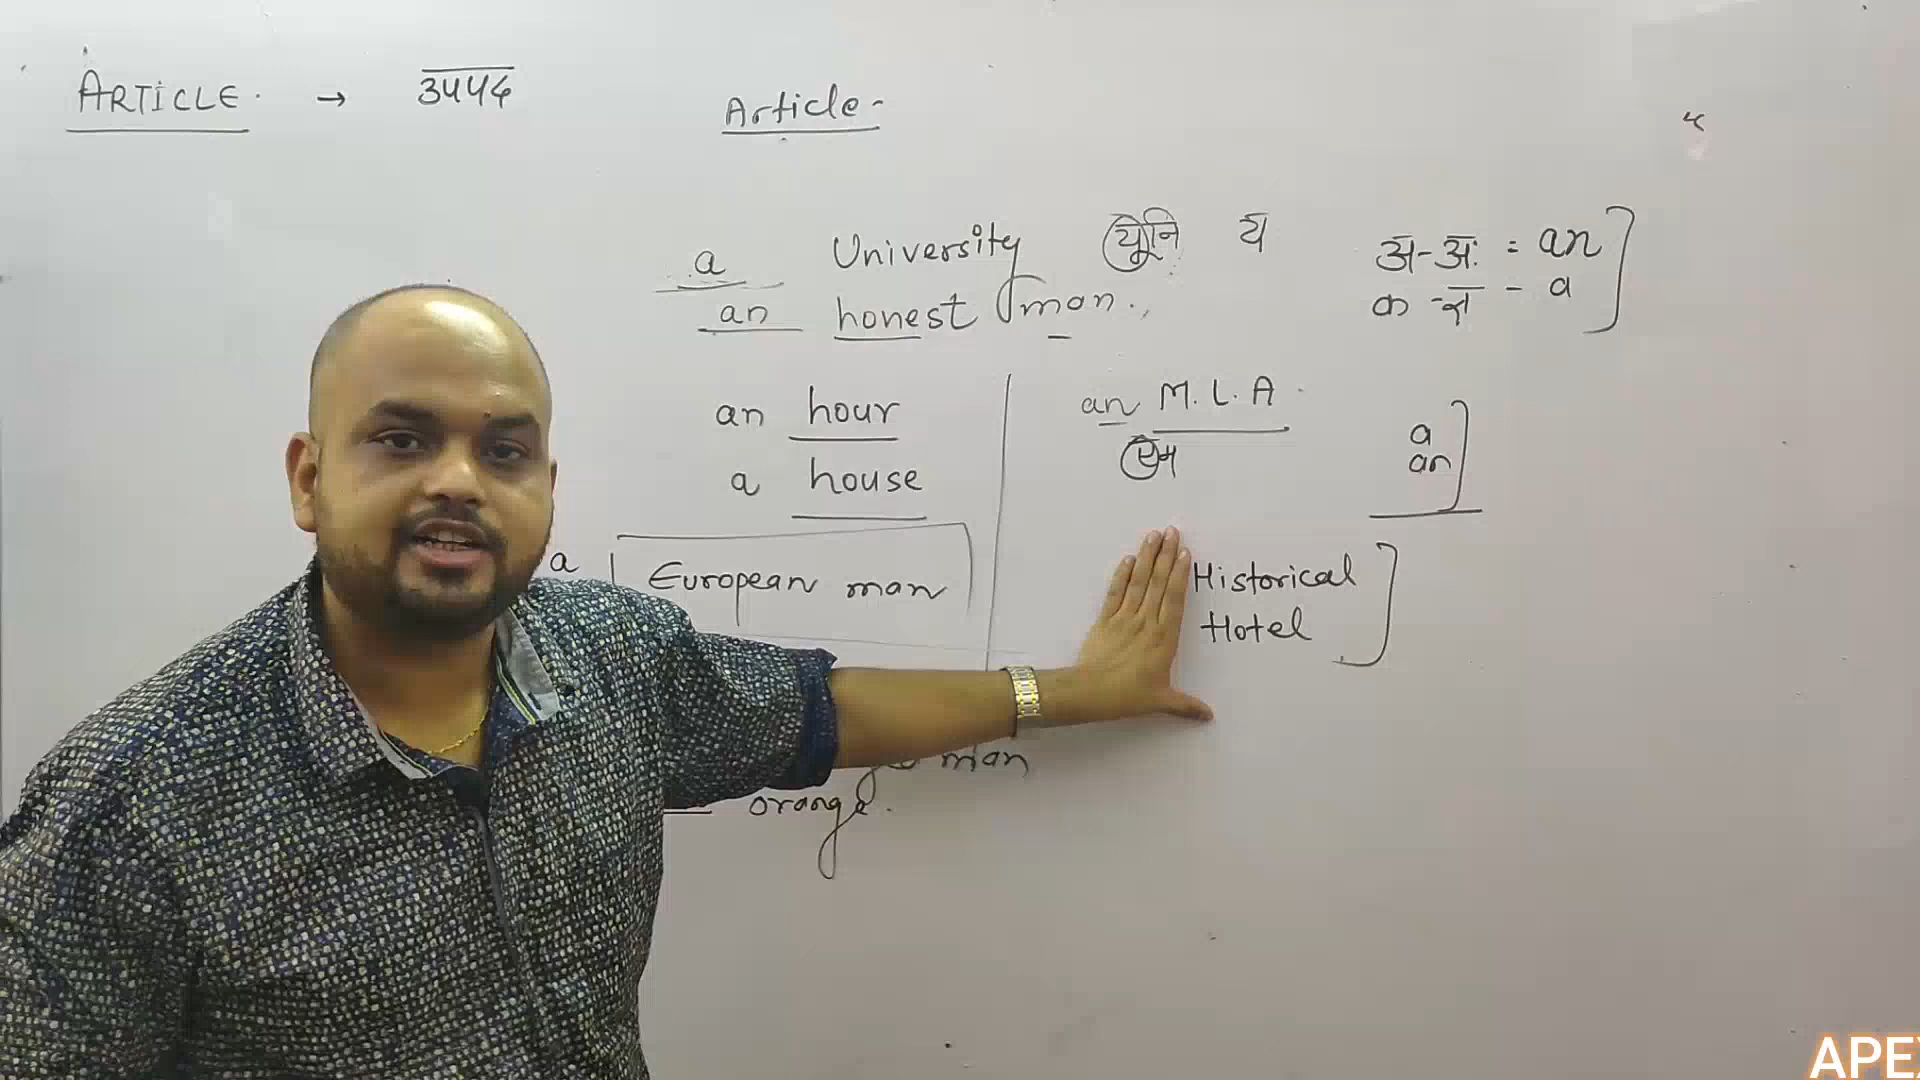 ARTICLE. → उपपद
Article -
a University यूनि य
an honest man.
अ-अः = an
क - ज्ञ - a
an hour
a house
a European man
an M.L.A.
एम
a
an
Historical
Hotel
man
orange.
APEX